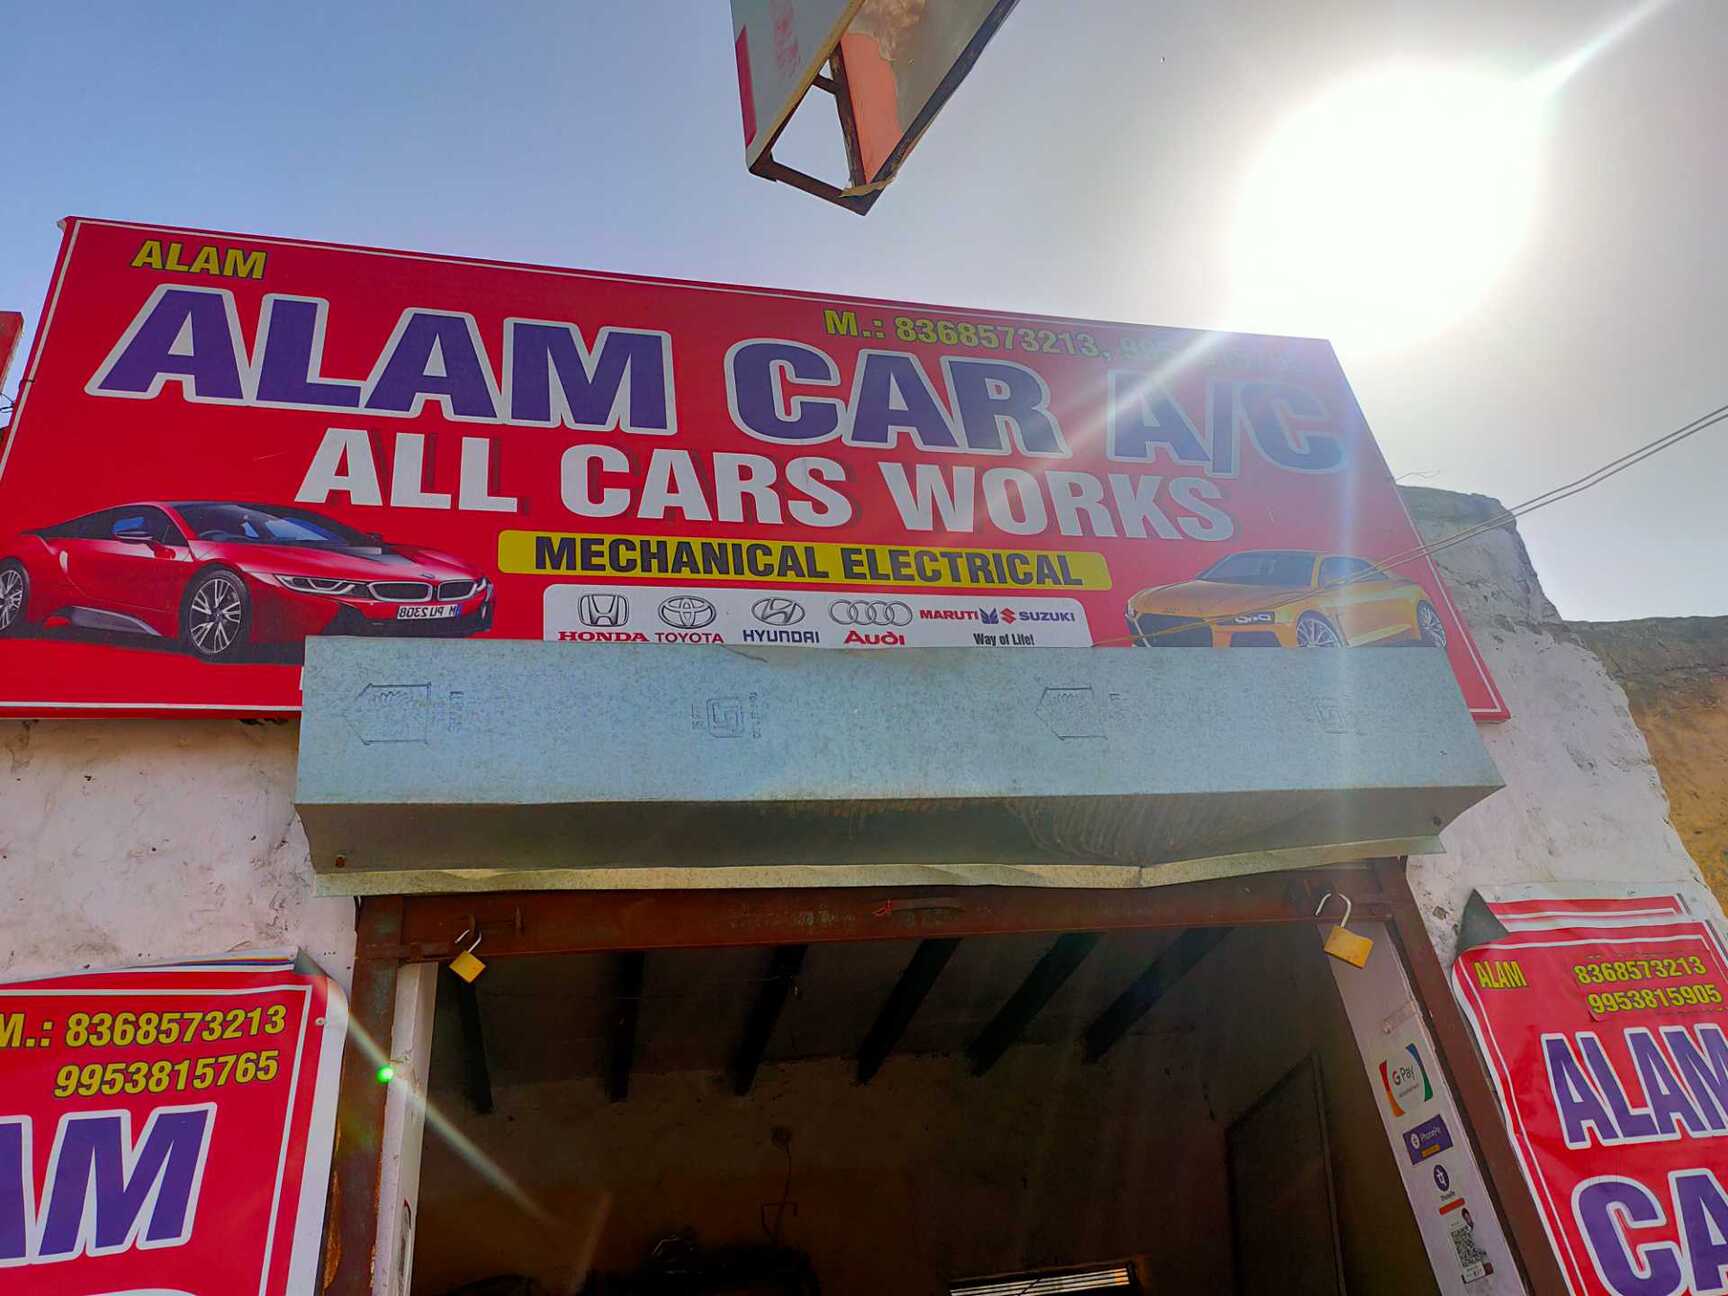 ALAM
M.: 8368573213,
ALAM CAR A/C
ALL CARS WORKS
MECHANICAL ELECTRICAL
HONDA TOYOTA HYUNDAI Audi MARUTI SUZUKI
Way of Life!
M.: 8368573213
9953815765
AM
ALAM 8368573213
9953815905
ALAM
CA
G Pay
PhonePe